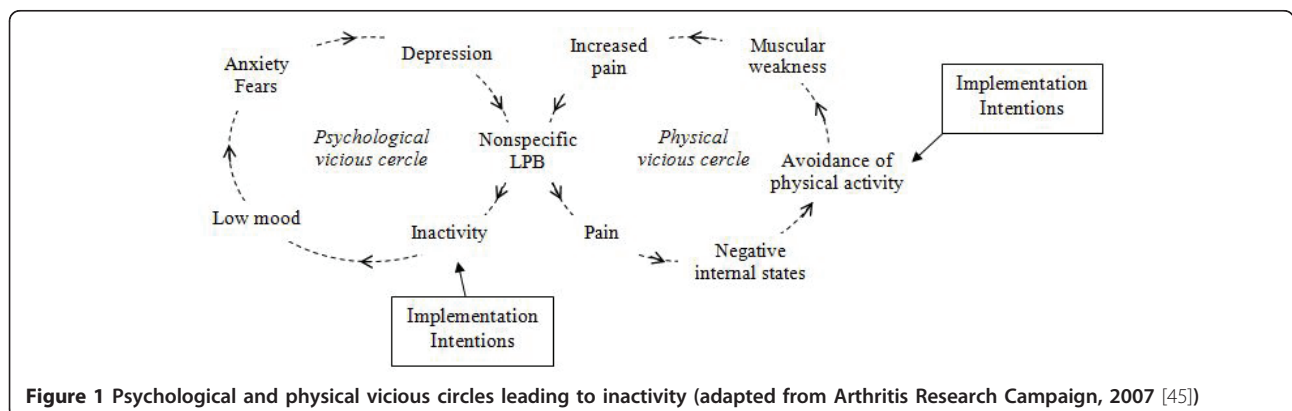 Anxiety
Fears
Depression
Increased
pain
Muscular
weakness
Implementation
Intentions
Psychological
vicious cercle
Nonspecific
LPB
Physical
vicious cercle
Avoidance of
physical activity
Low mood
Inactivity
Pain
Negative
internal states
Implementation
Intentions
Figure 1 Psychological and physical vicious circles leading to inactivity (adapted from Arthritis Research Campaign, 2007 [45])